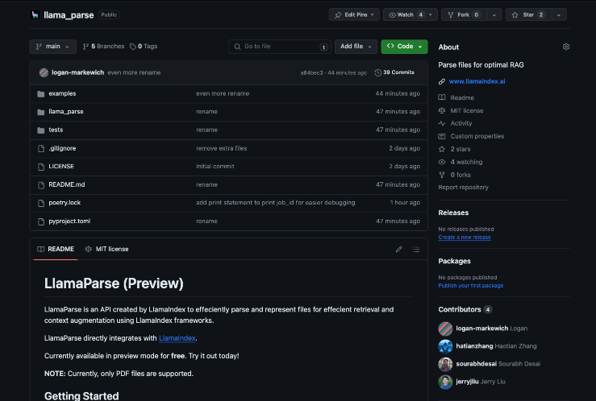 llama_parse Public
Edit Pins Watch 4 Fork 0 Star 2
main 5 Branches 0 Tags Go to file t Add file Code
logan-markewich even more rename a84bec3 · 44 minutes ago 39 Commits
examples even more rename 44 minutes ago
llama_parse rename 47 minutes ago
tests rename 47 minutes ago
.gitignore remove extra files 2 days ago
LICENSE Initial commit 3 days ago
README.md rename 47 minutes ago
poetry.lock add print statement to print job_id for easier debugging 1 hour ago
pyproject.toml rename 47 minutes ago
README MIT license
LlamaParse (Preview)
LlamaParse is an API created by LlamaIndex to effeciently parse and represent files for effecient retrieval and
context augmentation using LlamaIndex frameworks.
LlamaParse directly integrates with LlamaIndex.
Currently available in preview mode for free. Try it out today!
NOTE: Currently, only PDF files are supported.
Getting Started
About
Parse files for optimal RAG
www.llamaindex.ai
Readme
MIT license
Activity
Custom properties
2 stars
4 watching
0 forks
Report repository
Releases
No releases published
Create a new release
Packages
No packages published
Publish your first package
Contributors 4
logan-markewich Logan
hatianzhang Haotian Zhang
sourabhdesai Sourabh Desai
jerryjliu Jerry Liu